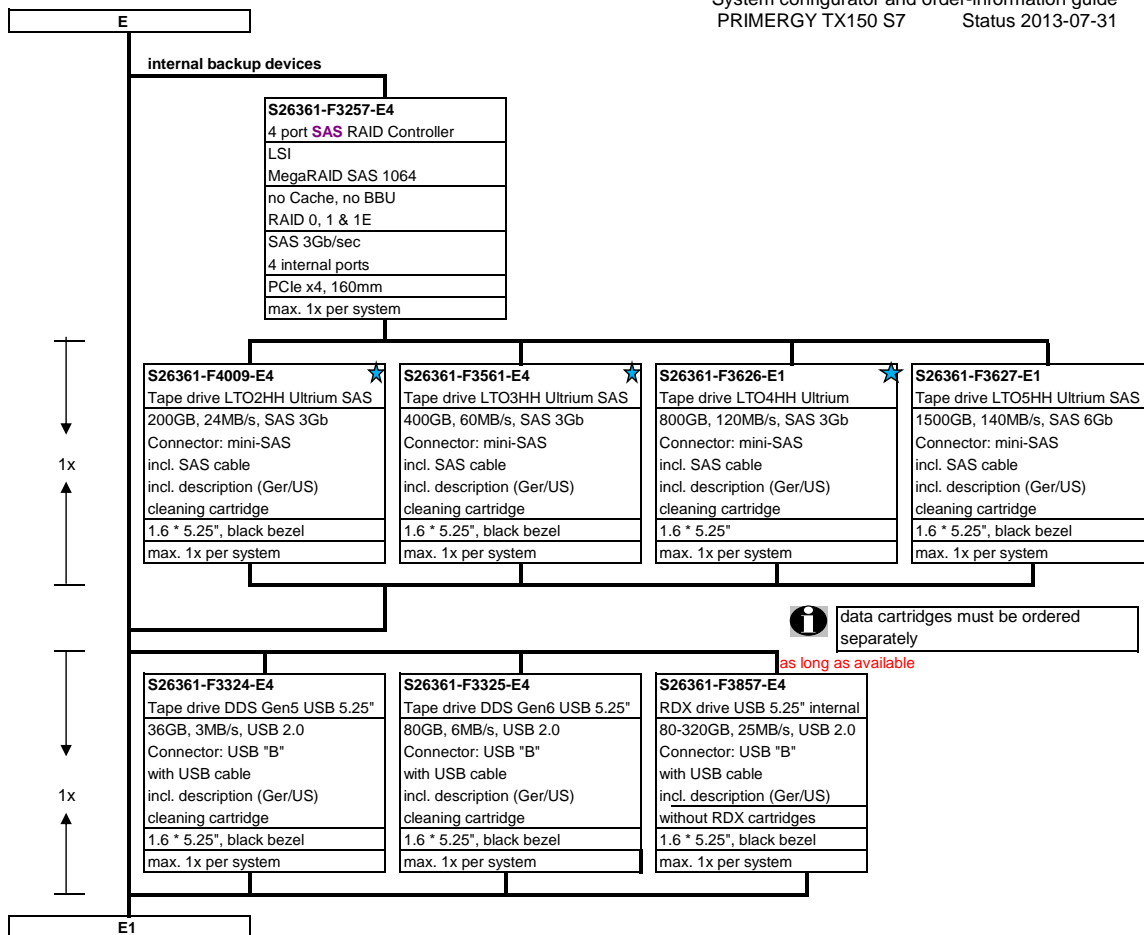 System configurator and order-information guide
PRIMERGY TX150 S7 Status 2013-07-31
E
internal backup devices
S26361-F3257-E4
4 port SAS RAID Controller
LSI
MegaRAID SAS 1064
no Cache, no BBU
RAID 0, 1 & 1E
SAS 3Gb/sec
4 internal ports
PCIe x4, 160mm
max. 1x per system
1x
S26361-F4009-E4
Tape drive LTO2HH Ultrium SAS
200GB, 24MB/s, SAS 3Gb
Connector: mini-SAS
incl. SAS cable
incl. description (Ger/US)
cleaning cartridge
1.6 * 5.25", black bezel
max. 1x per system
S26361-F3561-E4
Tape drive LTO3HH Ultrium SAS
400GB, 60MB/s, SAS 3Gb
Connector: mini-SAS
incl. SAS cable
incl. description (Ger/US)
cleaning cartridge
1.6 * 5.25", black bezel
max. 1x per system
S26361-F3626-E1
Tape drive LTO4HH Ultrium
800GB, 120MB/s, SAS 3Gb
Connector: mini-SAS
incl. SAS cable
incl. description (Ger/US)
cleaning cartridge
1.6 * 5.25"
max. 1x per system
S26361-F3627-E1
Tape drive LTO5HH Ultrium SAS
1500GB, 140MB/s, SAS 6Gb
Connector: mini-SAS
incl. SAS cable
incl. description (Ger/US)
cleaning cartridge
1.6 * 5.25", black bezel
max. 1x per system
data cartridges must be ordered
separately
as long as available
1x
S26361-F3324-E4
Tape drive DDS Gen5 USB 5.25"
36GB, 3MB/s, USB 2.0
Connector: USB "B"
with USB cable
incl. description (Ger/US)
cleaning cartridge
1.6 * 5.25", black bezel
max. 1x per system
S26361-F3325-E4
Tape drive DDS Gen6 USB 5.25"
80GB, 6MB/s, USB 2.0
Connector: USB "B"
with USB cable
incl. description (Ger/US)
cleaning cartridge
1.6 * 5.25", black bezel
max. 1x per system
S26361-F3857-E4
RDX drive USB 5.25" internal
80-320GB, 25MB/s, USB 2.0
Connector: USB "B"
with USB cable
incl. description (Ger/US)
without RDX cartridges
1.6 * 5.25", black bezel
max. 1x per system
E1